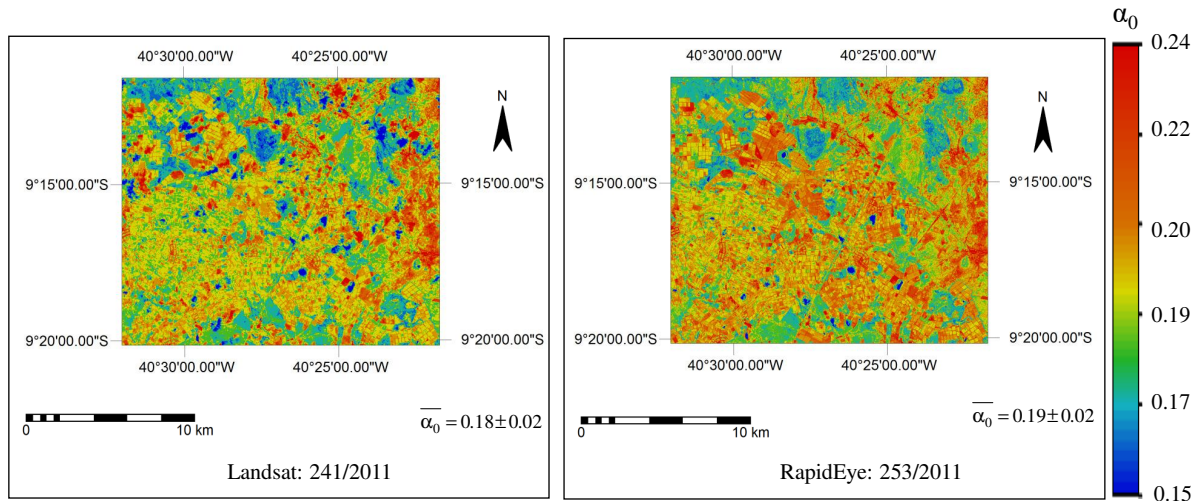 α₀
40°30'00.00"W 40°25'00.00"W
N
9°15'00.00"S 9°15'00.00"S
9°20'00.00"S 9°20'00.00"S
40°30'00.00"W 40°25'00.00"W
0 10 km
α₀ = 0.18±0.02
Landsat: 241/2011
40°30'00.00"W 40°25'00.00"W
N
9°15'00.00"S 9°15'00.00"S
9°20'00.00"S 9°20'00.00"S
40°30'00.00"W 40°25'00.00"W
0 10 km
α₀ = 0.19±0.02
RapidEye: 253/2011
0.24
0.22
0.20
0.19
0.17
0.15